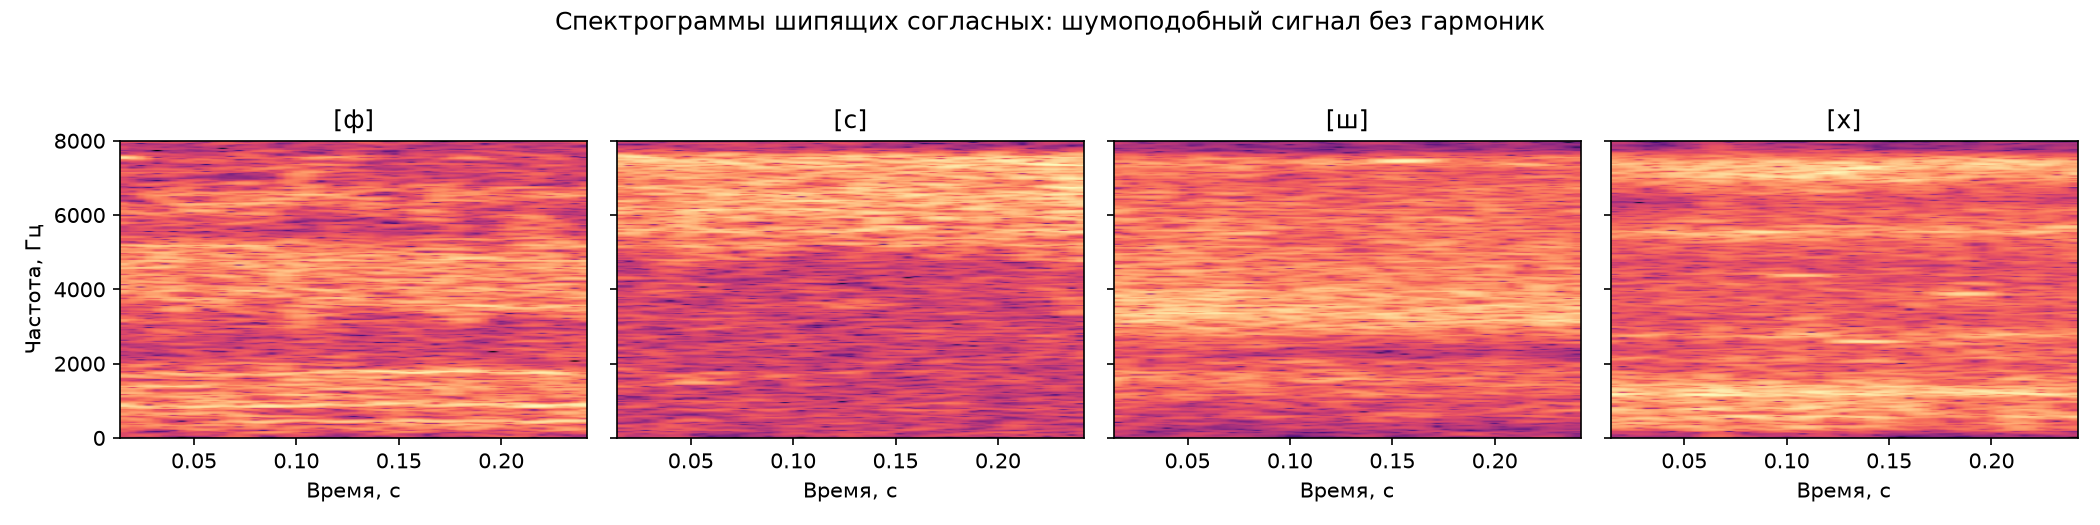 Спектрограммы шипящих согласных: шумоподобный сигнал без гармоник
[ф] [с] [ш] [х]
8000
6000
4000
2000
0
Частота, Гц
0.05 0.10 0.15 0.20 0.05 0.10 0.15 0.20 0.05 0.10 0.15 0.20 0.05 0.10 0.15 0.20
Время, с Время, с Время, с Время, с